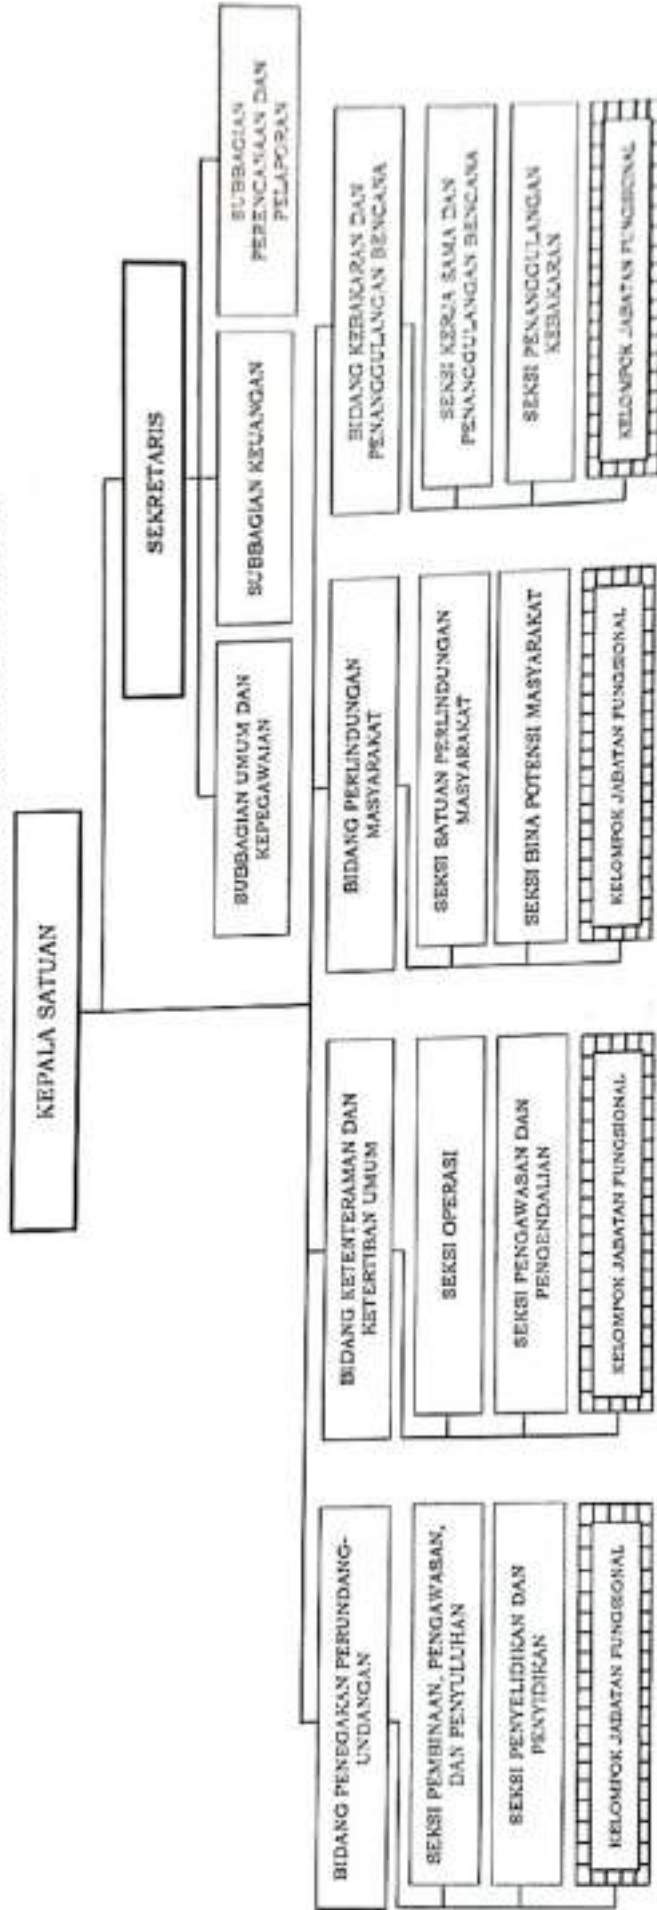 KEPALA SATUAN
SEKRETARIS
SUBBAGIAN UMUM DAN
KEPEGAWAIAN
SUBBAGIAN KEUANGAN
SUBBAGIAN
PERENCANAAN DAN
PELAPORAN
BIDANG PENEGAKAN PERUNDANG-
UNDANGAN
SEKSI PEMBINAAN, PENGAWASAN,
DAN PENYULUHAN
SEKSI PENYELIDIKAN DAN
PENYIDIKAN
KELOMPOK JABATAN FUNGSIONAL
BIDANG KETENTERAMAN DAN
KETERTIBAN UMUM
SEKSI OPERASI
SEKSI PENGAWASAN DAN
PENGENDALIAN
KELOMPOK JABATAN FUNGSIONAL
BIDANG PERLINDUNGAN
MASYARAKAT
SEKSI SATUAN PERLINDUNGAN
MASYARAKAT
SEKSI BINA POTENSI MASYARAKAT
KELOMPOK JABATAN FUNGSIONAL
BIDANG KEBAKARAN DAN
PENANGGULANGAN BENCANA
SEKSI KERJA SAMA DAN
PENANGGULANGAN BENCANA
SEKSI PENANGGULANGAN
KEBAKARAN
KELOMPOK JABATAN FUNGSIONAL